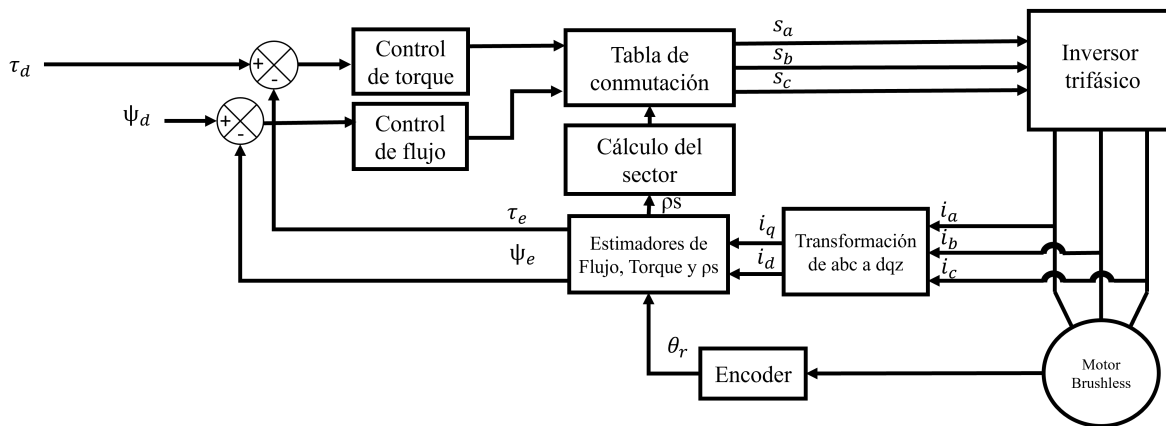 τ_d
+
-
Control
de torque
Tabla de
conmutación
s_a
s_b
s_c
Inversor
trifásico
ψ_d
+
-
Control
de flujo
Cálculo del
sector
ρs
τ_e
ψ_e
Estimadores de
Flujo, Torque y ρs
i_q
i_d
Transformación
de abc a dqz
i_a
i_b
i_c
θ_r
Encoder
Motor
Brushless